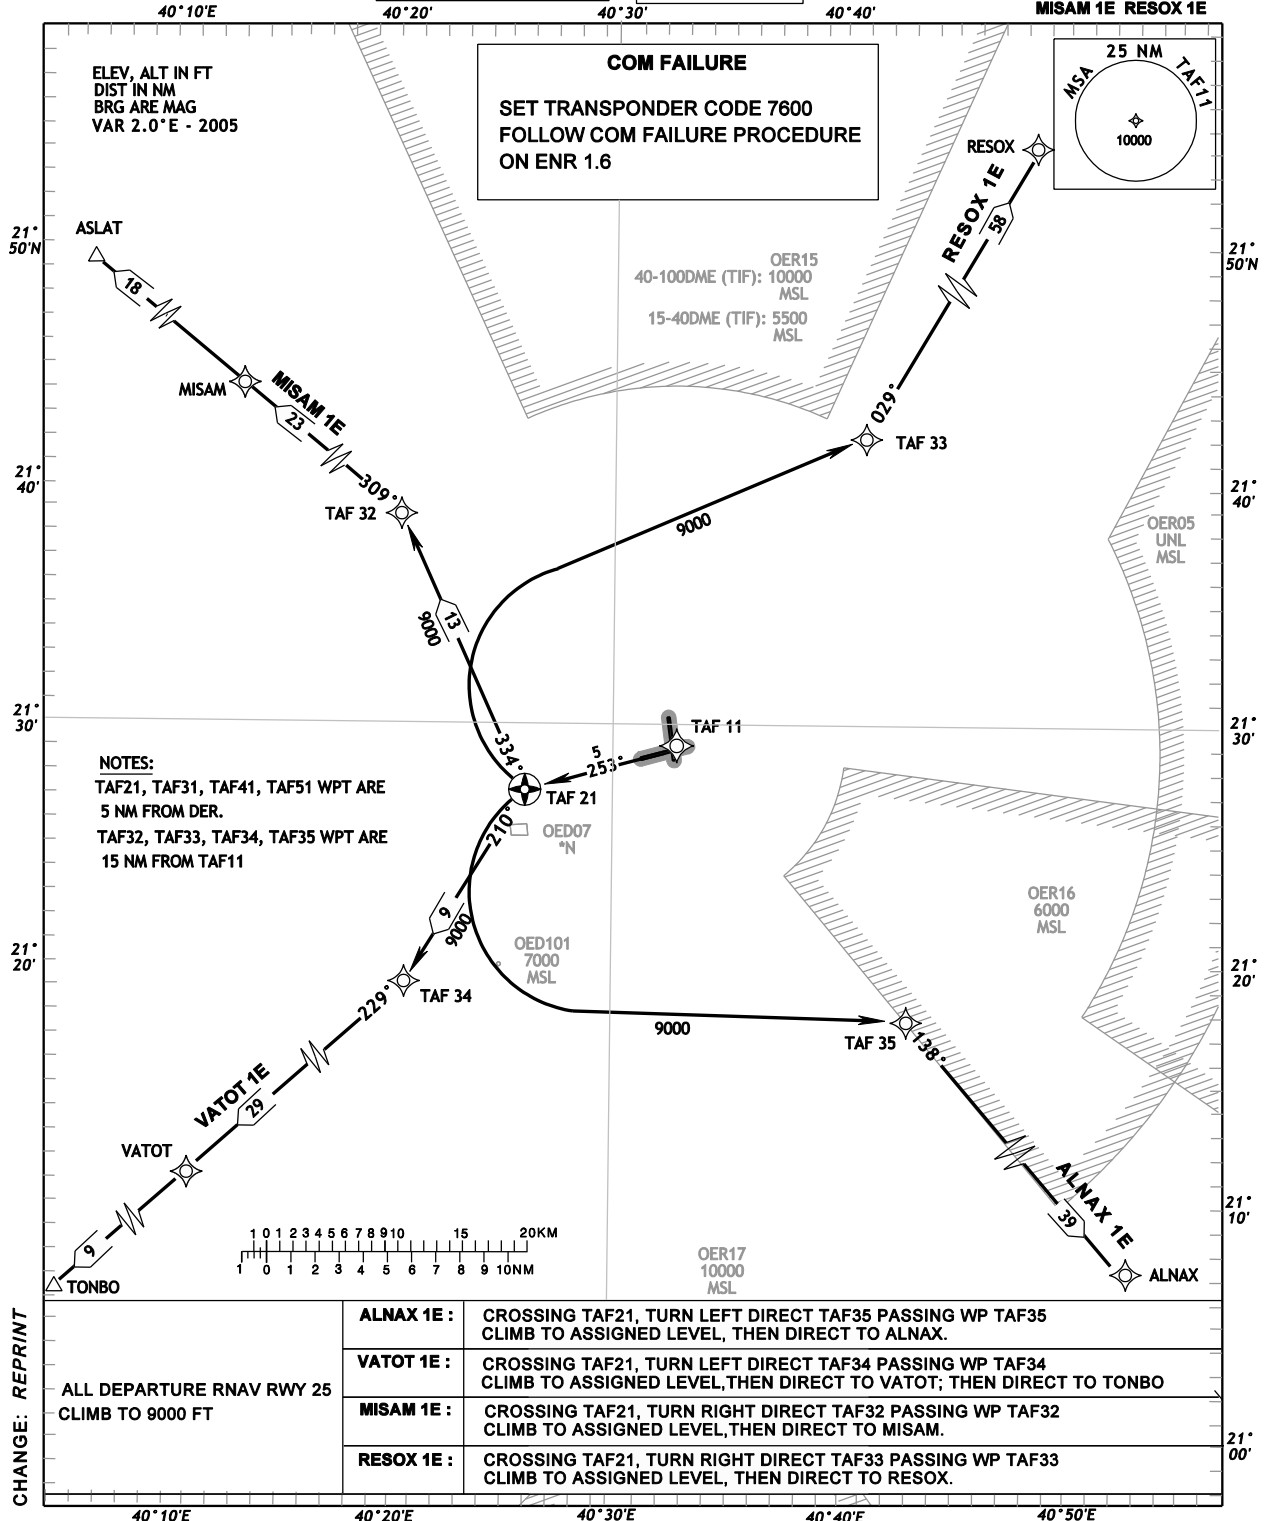 40°10'E
40°20'
40°30'
40°40'
MISAM 1E RESOX 1E
ELEV, ALT IN FT
DIST IN NM
BRG ARE MAG
VAR 2.0°E - 2005
COM FAILURE
SET TRANSPONDER CODE 7600
FOLLOW COM FAILURE PROCEDURE
ON ENR 1.6
25 NM
MSA
TAF11
10000
RESOX
RESOX 1E
58
ASLAT
21°
50'N
21°
50'N
18
OER15
40-100DME (TIF): 10000
MSL
15-40DME (TIF): 5500
MSL
MISAM
MISAM 1E
23
029°
TAF 33
309°
21°
40'
21°
40'
TAF 32
9000
OER05
UNL
MSL
13
9000
21°
30'
21°
30'
TAF 11
334°
5
253°
NOTES:
TAF21, TAF31, TAF41, TAF51 WPT ARE
5 NM FROM DER.
TAF32, TAF33, TAF34, TAF35 WPT ARE
15 NM FROM TAF11
TAF 21
210°
OED07
*N
OER16
6000
MSL
9
9000
OED101
7000
MSL
21°
20'
21°
20'
TAF 34
229°
9000
TAF 35
138°
VATOT 1E
29
VATOT
ALNAX 1E
39
21°
10'
1 0 1 2 3 4 5 6 7 8 9 10 15 20KM
1 0 1 2 3 4 5 6 7 8 9 10NM
9
TONBO
OER17
10000
MSL
ALNAX
CHANGE: REPRINT
ALL DEPARTURE RNAV RWY 25
CLIMB TO 9000 FT
ALNAX 1E :
CROSSING TAF21, TURN LEFT DIRECT TAF35 PASSING WP TAF35
CLIMB TO ASSIGNED LEVEL, THEN DIRECT TO ALNAX.
VATOT 1E :
CROSSING TAF21, TURN LEFT DIRECT TAF34 PASSING WP TAF34
CLIMB TO ASSIGNED LEVEL,THEN DIRECT TO VATOT; THEN DIRECT TO TONBO
MISAM 1E :
CROSSING TAF21, TURN RIGHT DIRECT TAF32 PASSING WP TAF32
CLIMB TO ASSIGNED LEVEL,THEN DIRECT TO MISAM.
RESOX 1E :
CROSSING TAF21, TURN RIGHT DIRECT TAF33 PASSING WP TAF33
CLIMB TO ASSIGNED LEVEL, THEN DIRECT TO RESOX.
21°
00'
40°10'E
40°20'E
40°30'E
40°40'E
40°50'E